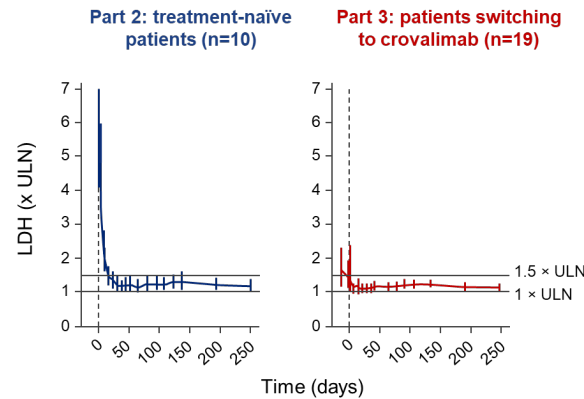 Part 2: treatment-naïve
patients (n=10)
Part 3: patients switching
to crovalimab (n=19)
LDH (x ULN)
7
6
5
4
3
2
1
0
0 50 100 150 200 250
7
6
5
4
3
2
1
0
0 50 100 150 200 250
1.5 × ULN
1 × ULN
Time (days)